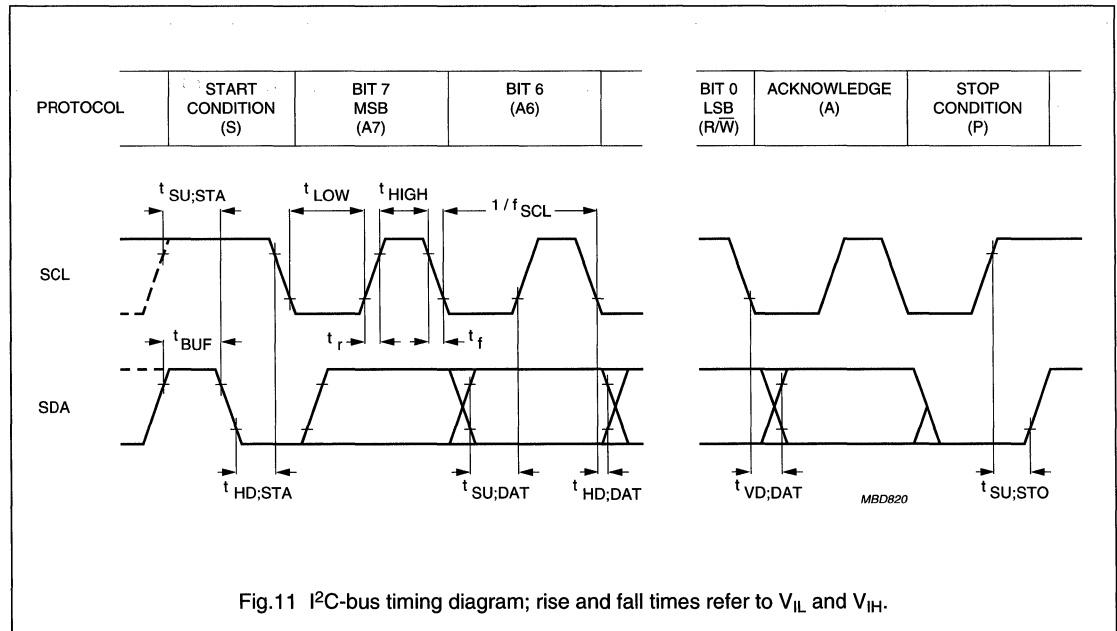 PROTOCOL
START
CONDITION
(S)
BIT 7
MSB
(A7)
BIT 6
(A6)
BIT 0
LSB
(R/W̅)
ACKNOWLEDGE
(A)
STOP
CONDITION
(P)
t SU;STA
t LOW
t HIGH
1 / f SCL
SCL
t BUF
t r
t f
SDA
t HD;STA
t SU;DAT
t HD;DAT
t VD;DAT
MBD820
t SU;STO
Fig.11 I²C-bus timing diagram; rise and fall times refer to VIL and VIH.